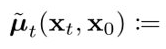 μ̃ₜ(xₜ, x₀) :=